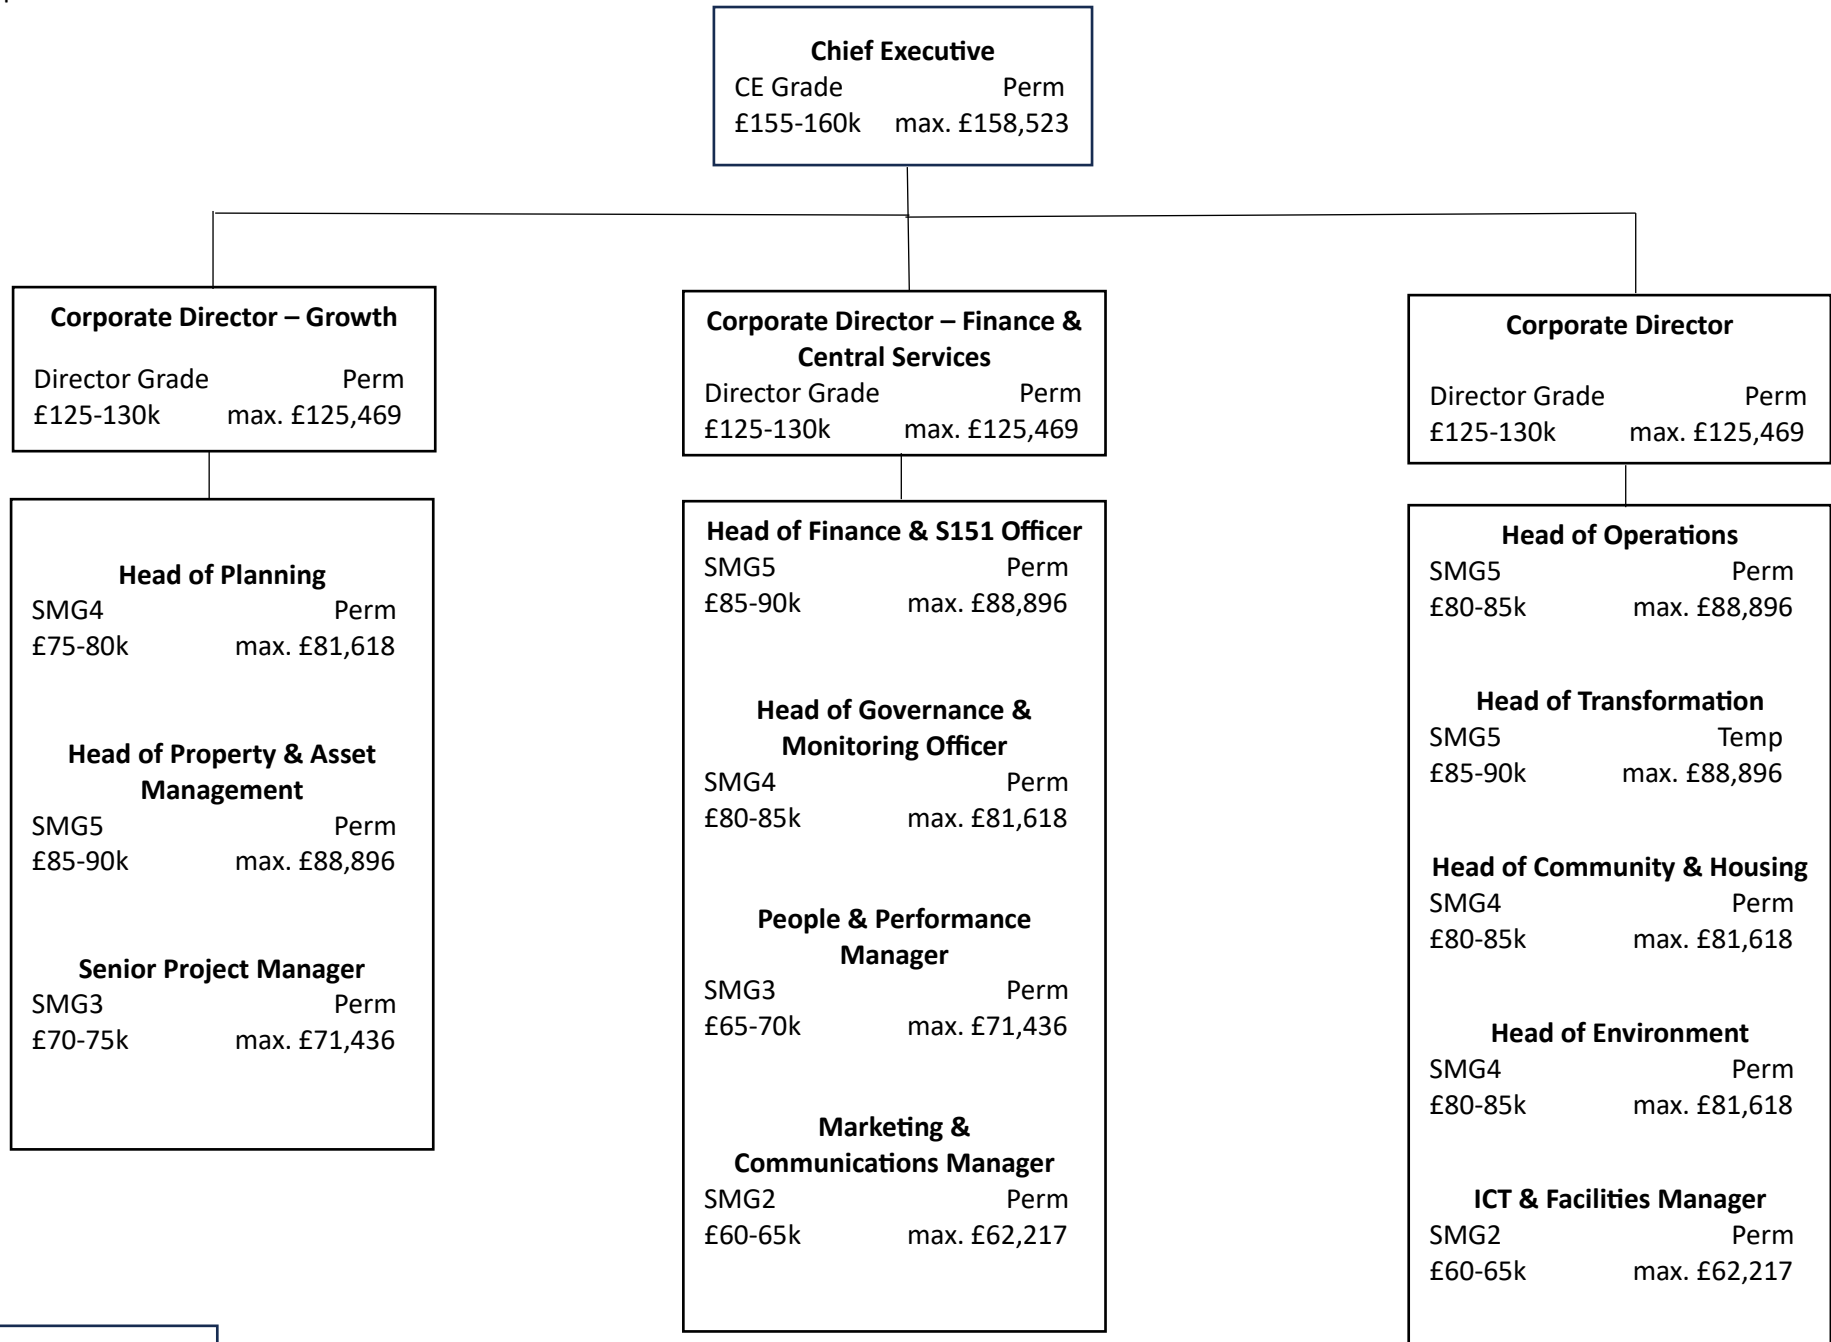 Chief Executive
CE Grade Perm
£155-160k max. £158,523
Corporate Director – Growth
Director Grade Perm
£125-130k max. £125,469
Head of Planning
SMG4 Perm
£75-80k max. £81,618
Head of Property & Asset
Management
SMG5 Perm
£85-90k max. £88,896
Senior Project Manager
SMG3 Perm
£70-75k max. £71,436
Corporate Director – Finance &
Central Services
Director Grade Perm
£125-130k max. £125,469
Head of Finance & S151 Officer
SMG5 Perm
£85-90k max. £88,896
Head of Governance &
Monitoring Officer
SMG4 Perm
£80-85k max. £81,618
People & Performance
Manager
SMG3 Perm
£65-70k max. £71,436
Marketing &
Communications Manager
SMG2 Perm
£60-65k max. £62,217
Corporate Director
Director Grade Perm
£125-130k max. £125,469
Head of Operations
SMG5 Perm
£80-85k max. £88,896
Head of Transformation
SMG5 Temp
£85-90k max. £88,896
Head of Community & Housing
SMG4 Perm
£80-85k max. £81,618
Head of Environment
SMG4 Perm
£80-85k max. £81,618
ICT & Facilities Manager
SMG2 Perm
£60-65k max. £62,217